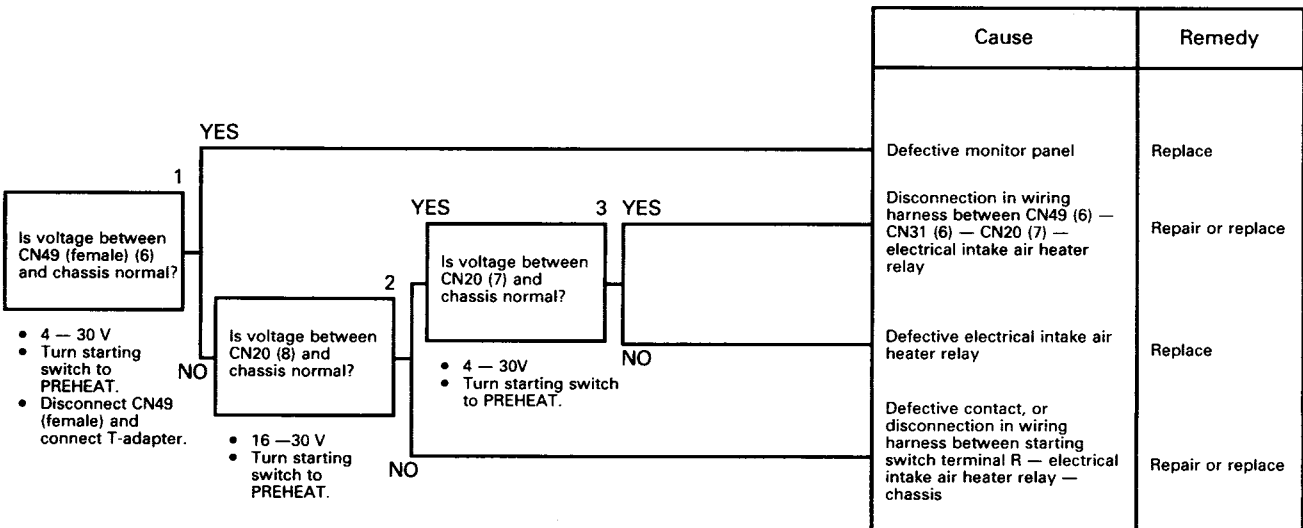 Cause
Remedy
YES
Defective monitor panel
Replace
1
Is voltage between
CN49 (female) (6)
and chassis normal?
• 4 — 30 V
• Turn starting
switch to
PREHEAT.
• Disconnect CN49
(female) and
connect T-adapter.
NO
2
Is voltage between
CN20 (8) and
chassis normal?
• 16 —30 V
• Turn starting
switch to
PREHEAT.
YES
3
Is voltage between
CN20 (7) and
chassis normal?
• 4 — 30V
• Turn starting switch
to PREHEAT.
YES
Disconnection in wiring
harness between CN49 (6) —
CN31 (6) — CN20 (7) —
electrical intake air heater
relay
Repair or replace
NO
Defective electrical intake air
heater relay
Replace
NO
Defective contact, or
disconnection in wiring
harness between starting
switch terminal R — electrical
intake air heater relay —
chassis
Repair or replace